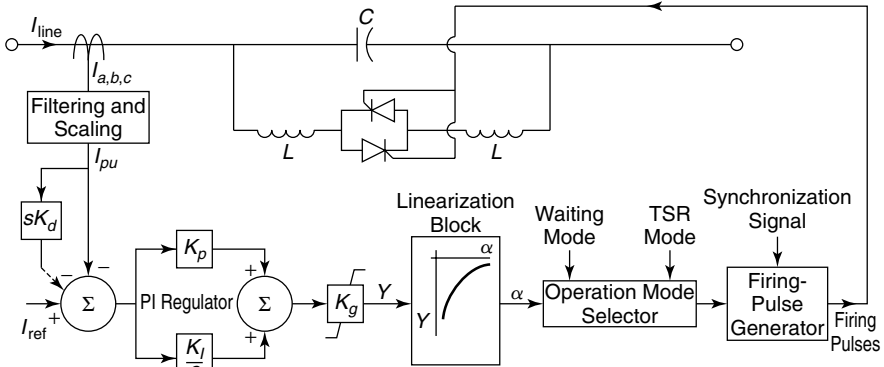 I_line
C
I_a,b,c
Filtering and
Scaling
L
L
I_pu
sK_d
Linearization
Block
Waiting
Mode
TSR
Mode
Synchronization
Signal
K_p
α
− −
+
Σ
PI Regulator
+
+
Σ
K_g
Y
Y
α
Operation Mode
Selector
Firing-
Pulse
Generator
Firing
Pulses
I_ref
+
K_I